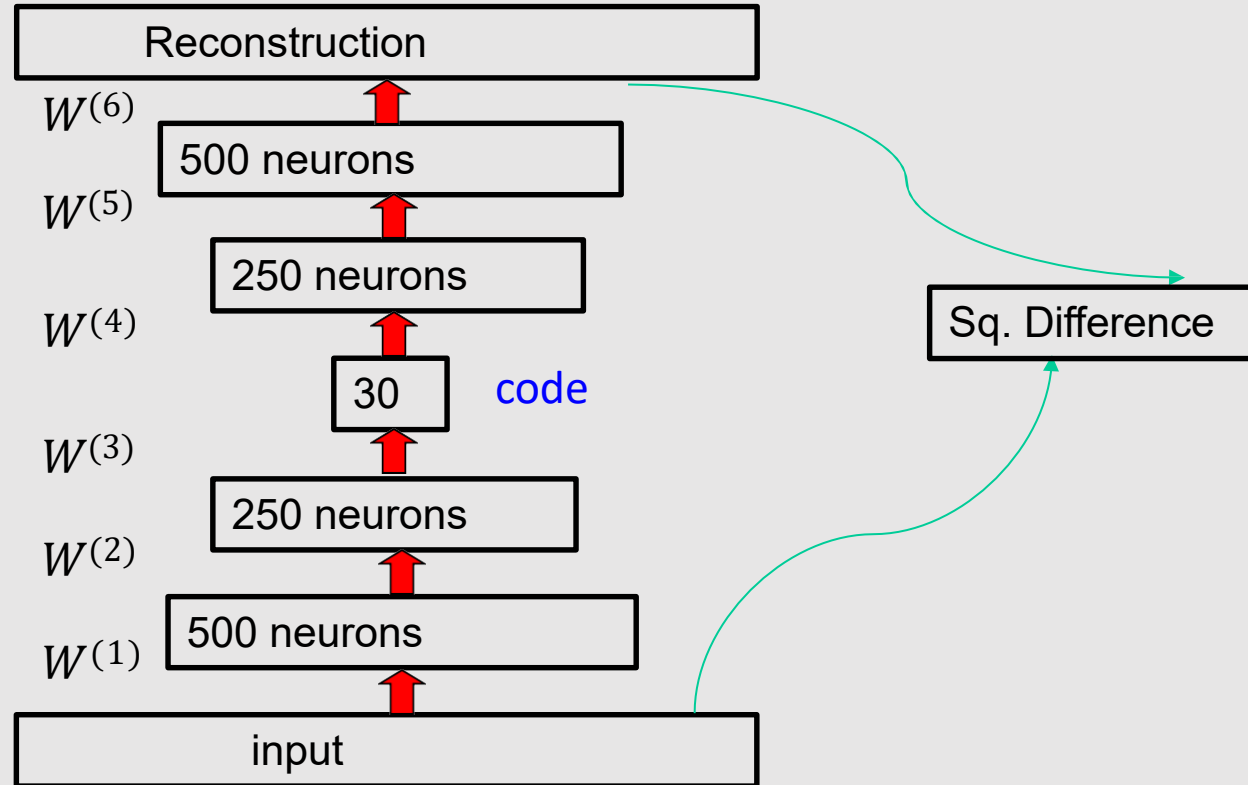 Reconstruction
W^(6)
500 neurons
W^(5)
250 neurons
Sq. Difference
W^(4)
30
code
W^(3)
250 neurons
W^(2)
500 neurons
W^(1)
input